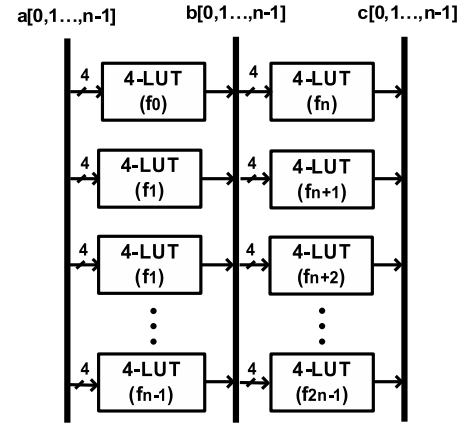 a[0,1...,n-1] b[0,1...,n-1] c[0,1...,n-1]
4 4-LUT (f0) 4 4-LUT (fn)
4 4-LUT (f1) 4 4-LUT (fn+1)
4 4-LUT (f1) 4 4-LUT (fn+2)
4 4-LUT (fn-1) 4 4-LUT (f2n-1)